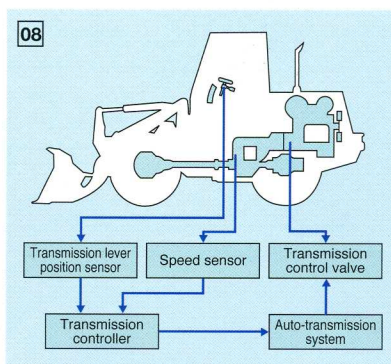 08
Transmission lever
position sensor
Speed sensor
Transmission
control valve
Transmission
controller
Auto-transmission
system